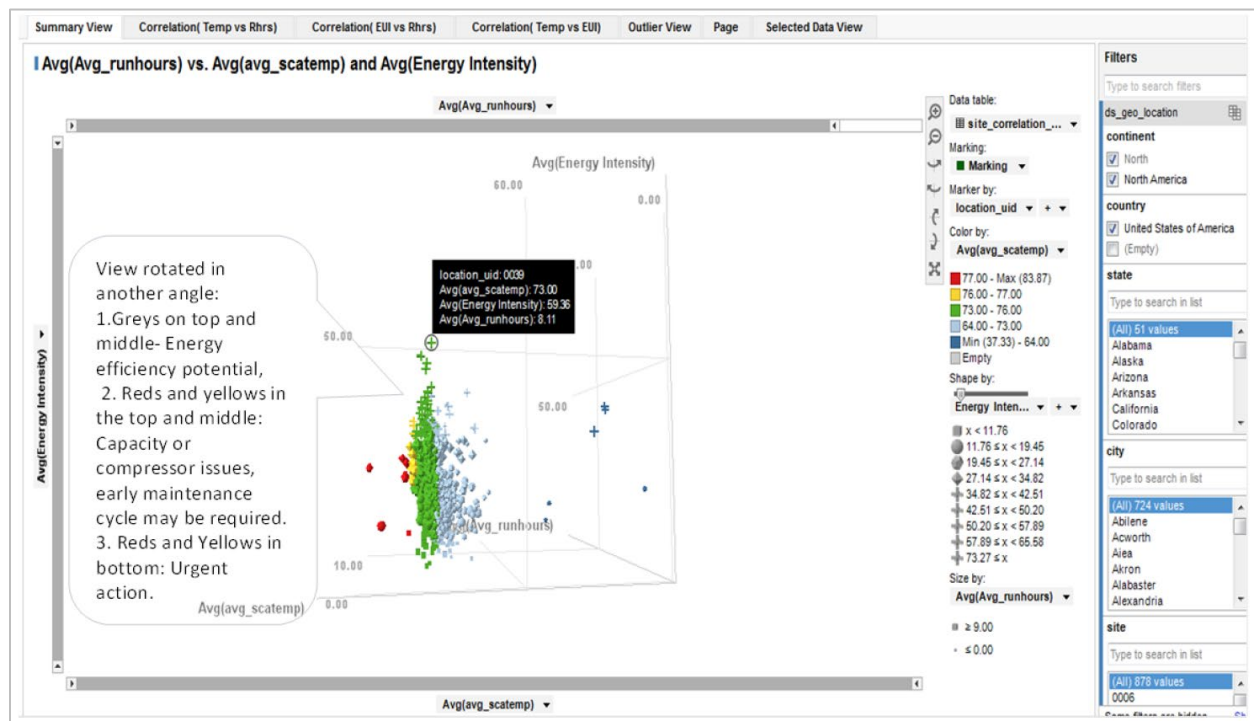 Summary View
Correlation( Temp vs Rhrs)
Correlation( EUI vs Rhrs)
Correlation( Temp vs EUI)
Outlier View
Page
Selected Data View
Avg(Avg_runhours) vs. Avg(avg_scatemp) and Avg(Energy Intensity)
Avg(Avg_runhours)
Avg(Energy Intensity)
60.00
0.00
.00
View rotated in
another angle:
1.Greys on top and
middle- Energy
efficiency potential,
2. Reds and yellows in
the top and middle:
Capacity or
compressor issues,
early maintenance
cycle may be required.
3. Reds and Yellows in
bottom: Urgent
action.
location_uid: 0039
Avg(avg_scatemp): 73.00
Avg(Energy Intensity): 59.36
Avg(Avg_runhours): 8.11
60.00
50.00
(Avg_runhours)
10.00
0.00
Avg(avg_scatemp)
Avg(Energy Intensity)
Avg(avg_scatemp)
Data table:
site_correlation_...
Marking:
Marking
Marker by:
location_uid
+
Color by:
Avg(avg_scatemp)
77.00 - Max (83.87)
76.00 - 77.00
73.00 - 76.00
64.00 - 73.00
Min (37.33) - 64.00
Empty
Shape by:
Energy Inten...
+
x < 11.76
11.76 ≤ x < 19.45
19.45 ≤ x < 27.14
27.14 ≤ x < 34.82
34.82 ≤ x < 42.51
42.51 ≤ x < 50.20
50.20 ≤ x < 57.89
57.89 ≤ x < 65.58
73.27 ≤ x
Size by:
Avg(Avg_runhours)
≥ 9.00
≤ 0.00
Filters
Type to search filters
ds_geo_location
continent
North
North America
country
United States of America
(Empty)
state
Type to search in list
(All) 51 values
Alabama
Alaska
Arizona
Arkansas
California
Colorado
city
Type to search in list
(All) 724 values
Abilene
Acworth
Aiea
Akron
Alabaster
Alexandria
site
Type to search in list
(All) 878 values
0006